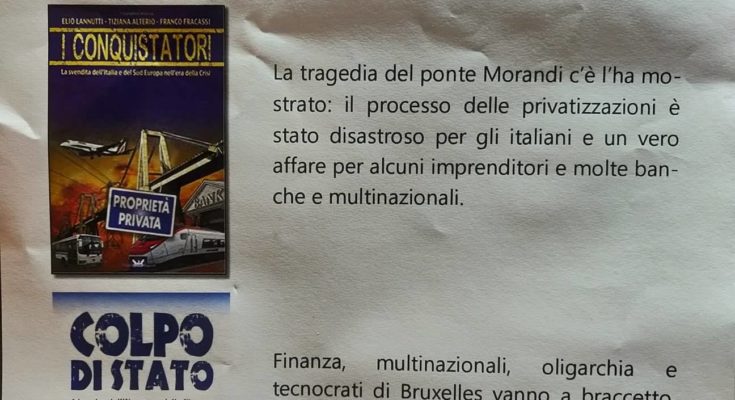 ELIO LANNUTTI - TIZIANA ALTERIO - FRANCO FRACASSI
I CONQUISTATORI
La svendita dell'Italia e del Sud Europa nell'era della Crisi
PROPRIETÀ
PRIVATA
BANK
La tragedia del ponte Morandi c'è l'ha mo-
strato: il processo delle privatizzazioni è
stato disastroso per gli italiani e un vero
affare per alcuni imprenditori e molte ban-
che e multinazionali.
COLPO
DI STATO
Finanza, multinazionali, oligarchia e
tecnocrati di Bruxelles vanno a braccetto.